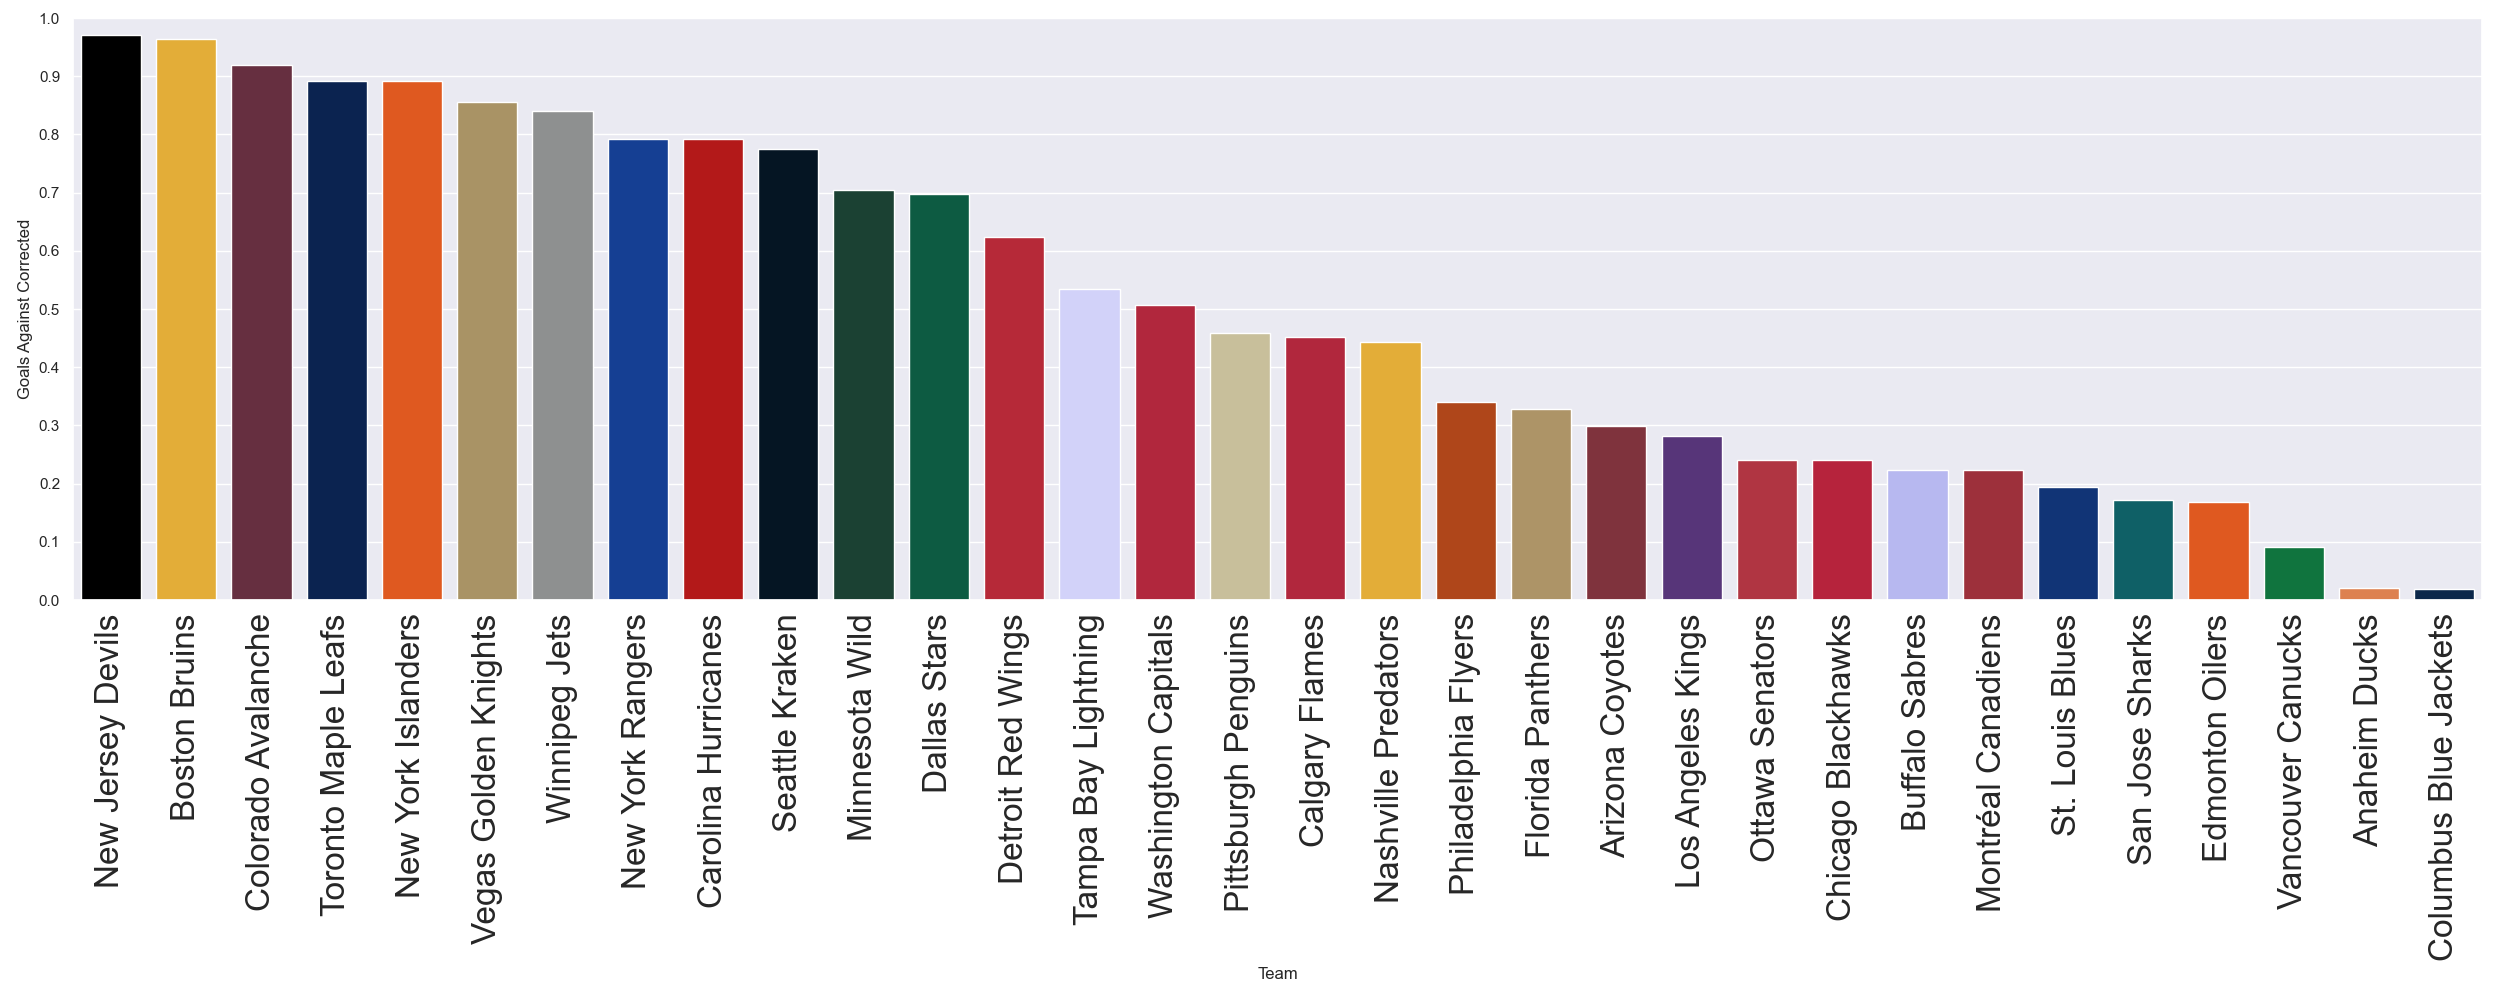 1.0
0.9
0.8
0.7
0.6
0.5
0.4
0.3
0.2
0.1
0.0
Goals Against Corrected
New Jersey Devils
Boston Bruins
Colorado Avalanche
Toronto Maple Leafs
New York Islanders
Vegas Golden Knights
Winnipeg Jets
New York Rangers
Carolina Hurricanes
Seattle Kraken
Minnesota Wild
Dallas Stars
Detroit Red Wings
Tampa Bay Lightning
Washington Capitals
Pittsburgh Penguins
Calgary Flames
Nashville Predators
Philadelphia Flyers
Florida Panthers
Arizona Coyotes
Los Angeles Kings
Ottawa Senators
Chicago Blackhawks
Buffalo Sabres
Montréal Canadiens
St. Louis Blues
San Jose Sharks
Edmonton Oilers
Vancouver Canucks
Anaheim Ducks
Columbus Blue Jackets
Team